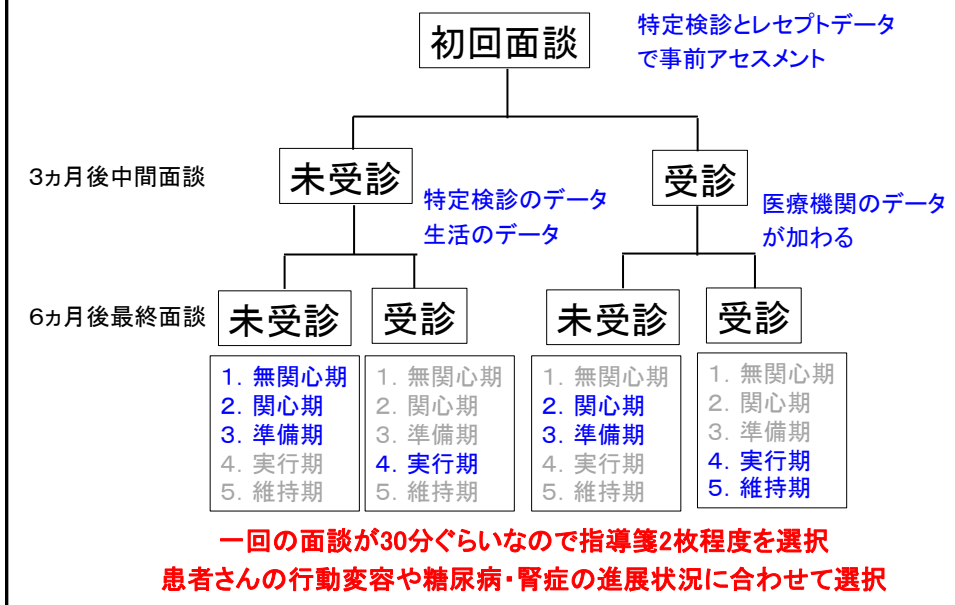 初回面談
特定検診とレセプトデータ
で事前アセスメント
3ヵ月後中間面談
未受診
特定検診のデータ
生活のデータ
受診
医療機関のデータ
が加わる
6ヵ月後最終面談
未受診
受診
未受診
受診
1. 無関心期
2. 関心期
3. 準備期
4. 実行期
5. 維持期
1. 無関心期
2. 関心期
3. 準備期
4. 実行期
5. 維持期
1. 無関心期
2. 関心期
3. 準備期
4. 実行期
5. 維持期
1. 無関心期
2. 関心期
3. 準備期
4. 実行期
5. 維持期
一回の面談が30分ぐらいなので指導箋2枚程度を選択
患者さんの行動変容や糖尿病・腎症の進展状況に合わせて選択